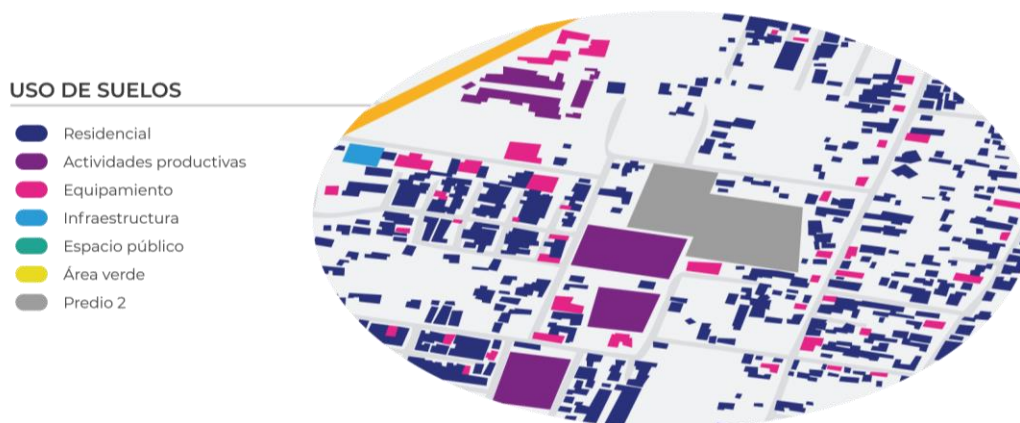 USO DE SUELOS
Residencial
Actividades productivas
Equipamiento
Infraestructura
Espacio público
Área verde
Predio 2